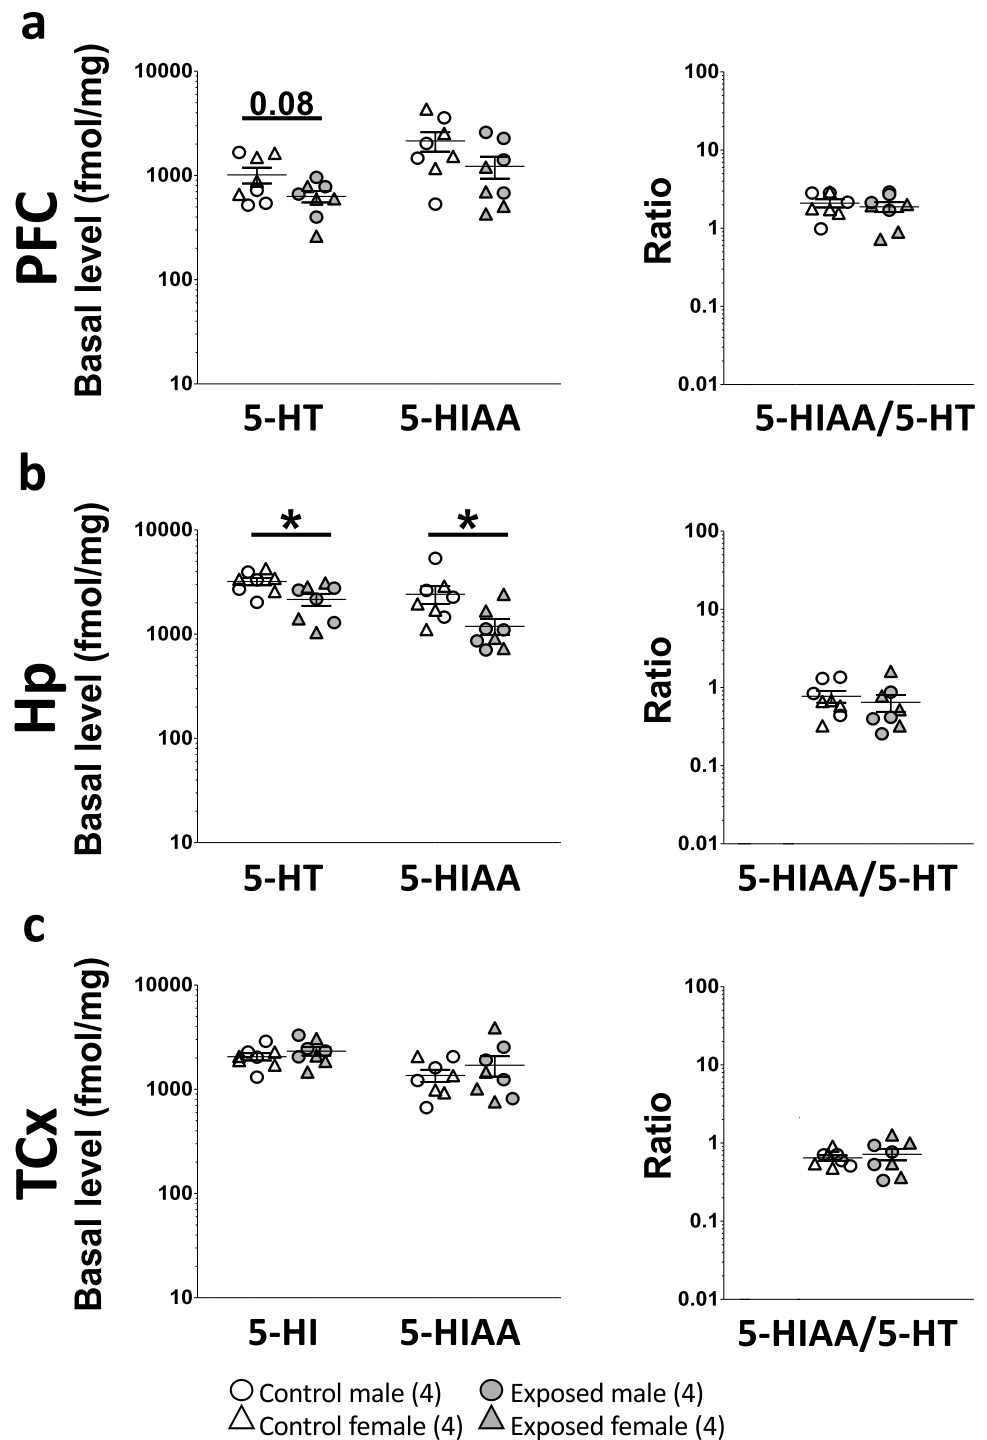 a
PFC
Basal level (fmol/mg)
10000
1000
100
10
0.08
5-HT
5-HIAA
Ratio
100
10
1
0.1
0.01
5-HIAA/5-HT
b
Hp
Basal level (fmol/mg)
10000
1000
100
10
*
*
5-HT
5-HIAA
Ratio
100
10
1
0.1
0.01
5-HIAA/5-HT
c
TCx
Basal level (fmol/mg)
10000
1000
100
10
5-HI
5-HIAA
Ratio
100
10
1
0.1
0.01
5-HIAA/5-HT
Control male (4)
Exposed male (4)
Control female (4)
Exposed female (4)